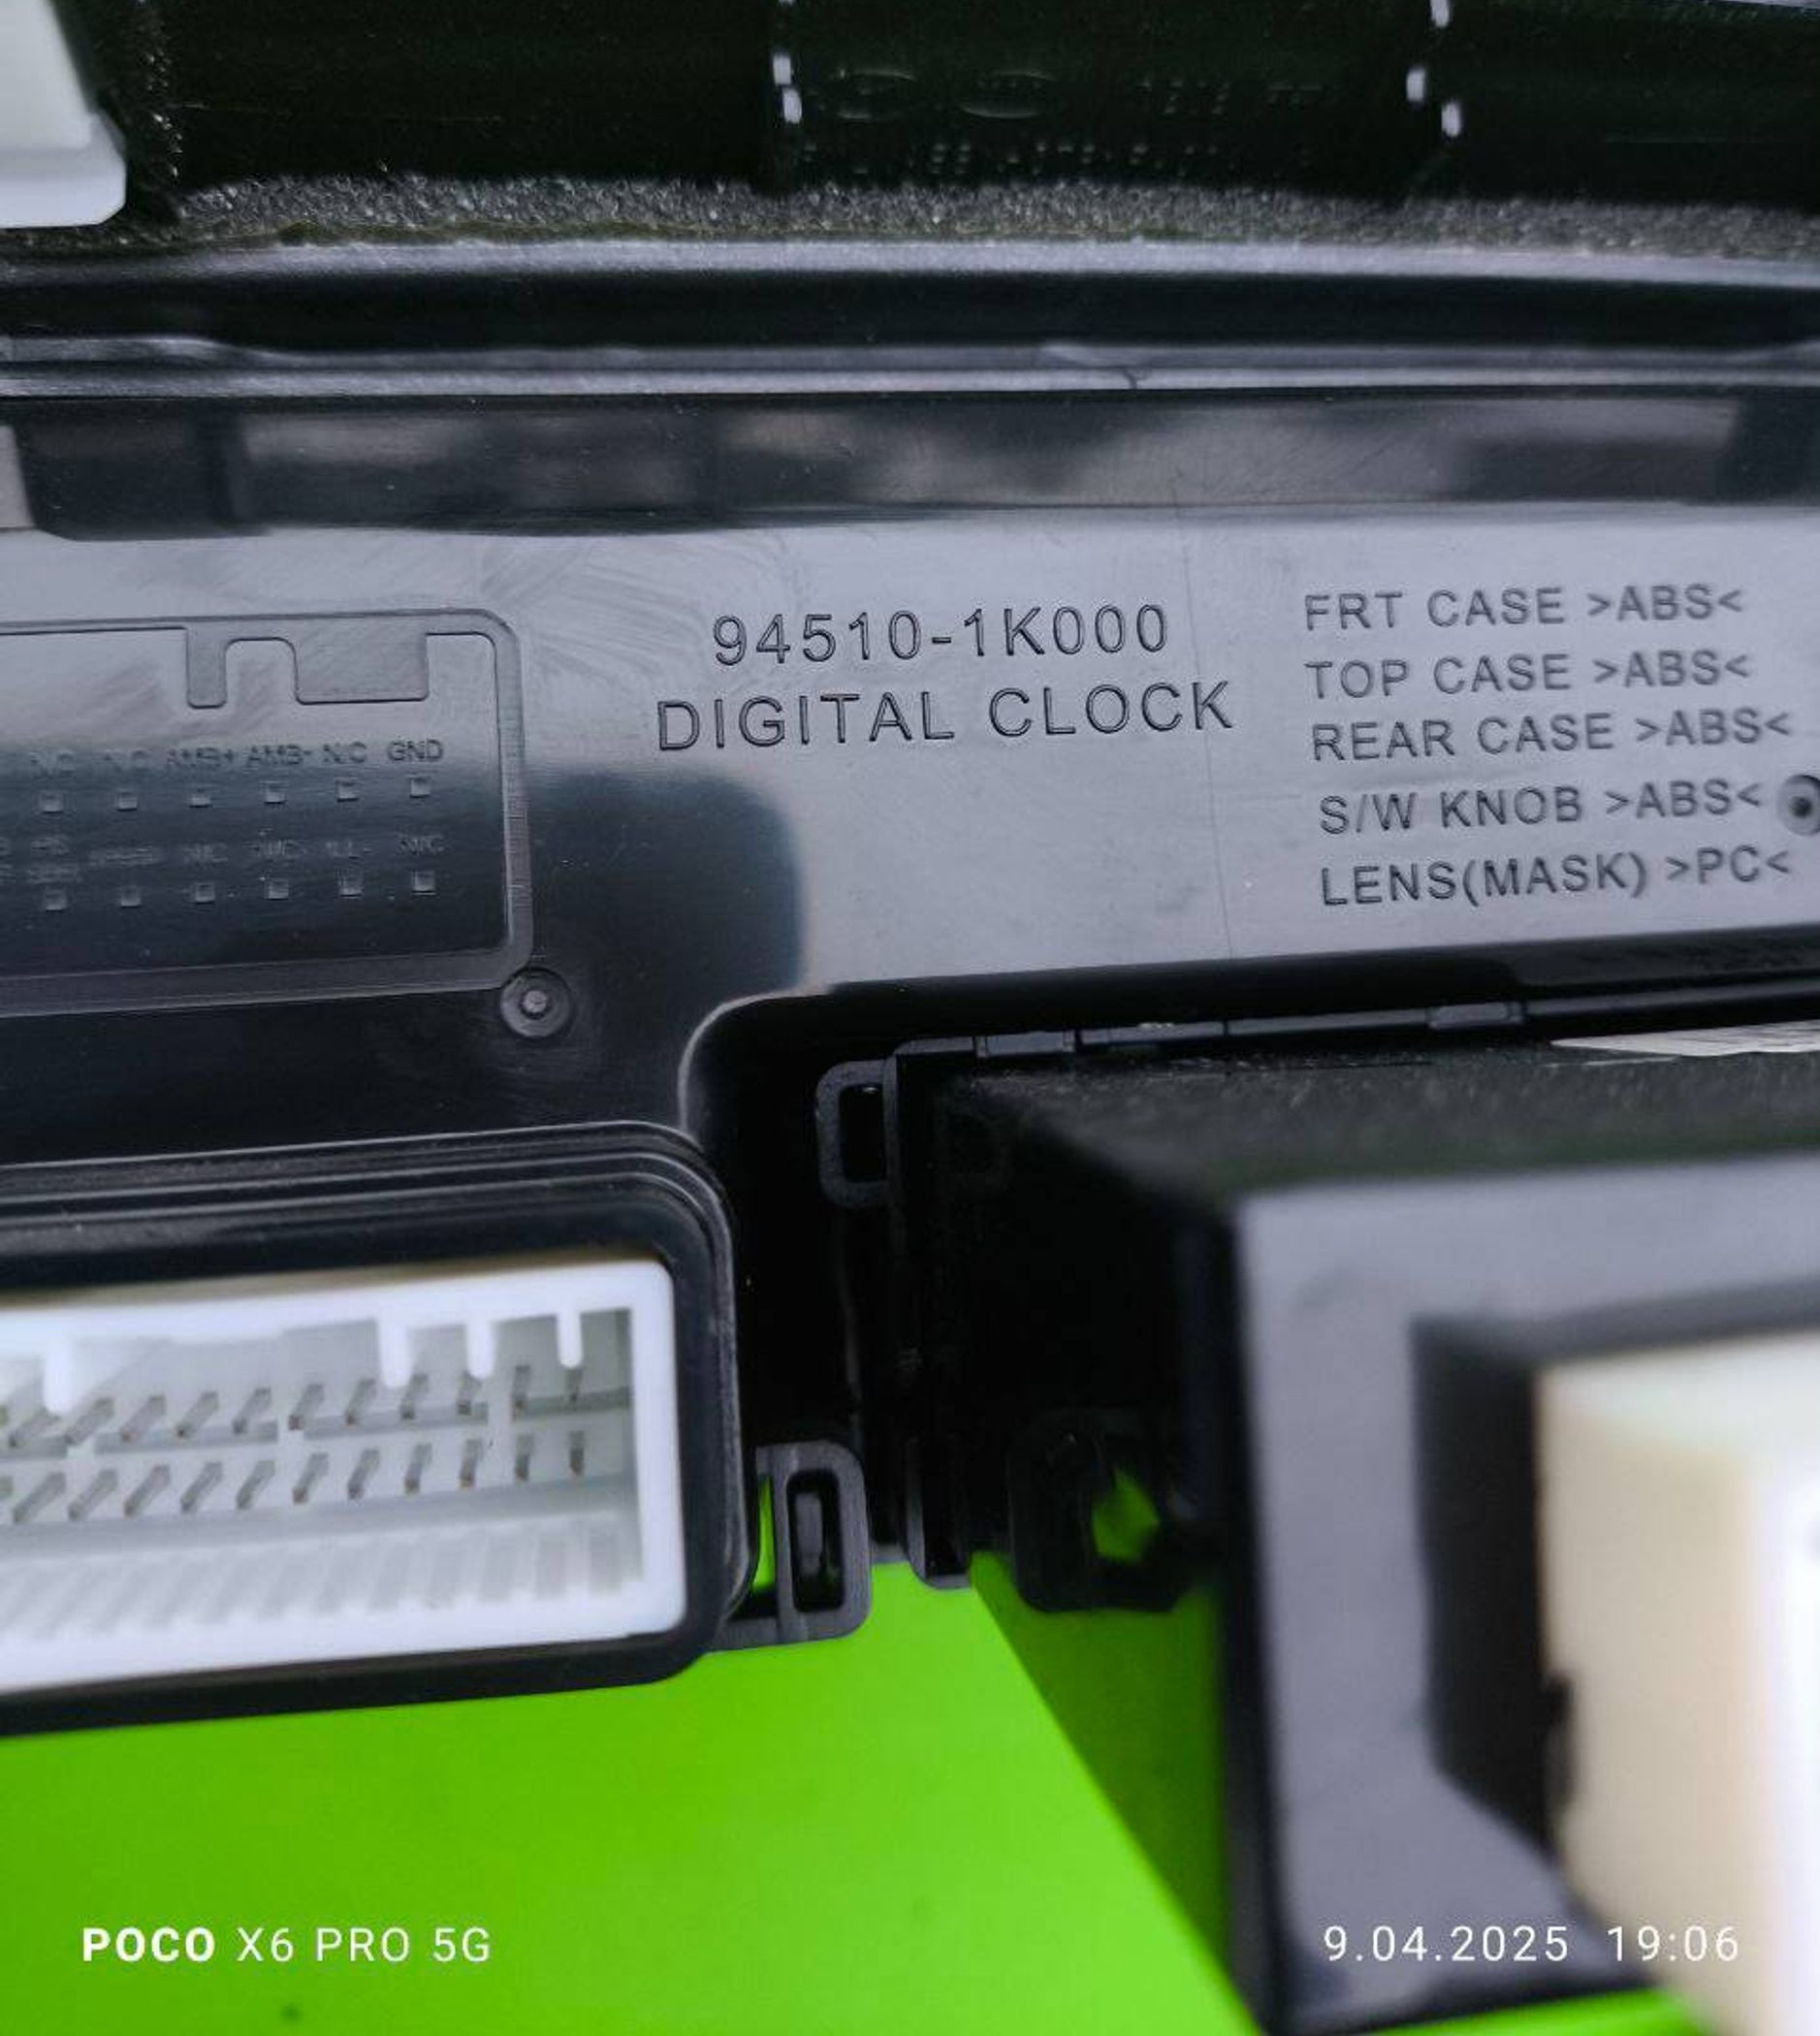 94510-1K000
DIGITAL CLOCK
FRT CASE >ABS<
TOP CASE >ABS<
REAR CASE >ABS<
S/W KNOB >ABS<
LENS(MASK) >PC<
N/C N/C AMB+ AMB- N/C GND
N/C N/C ILL- N/C
POCO X6 PRO 5G
9.04.2025 19:06